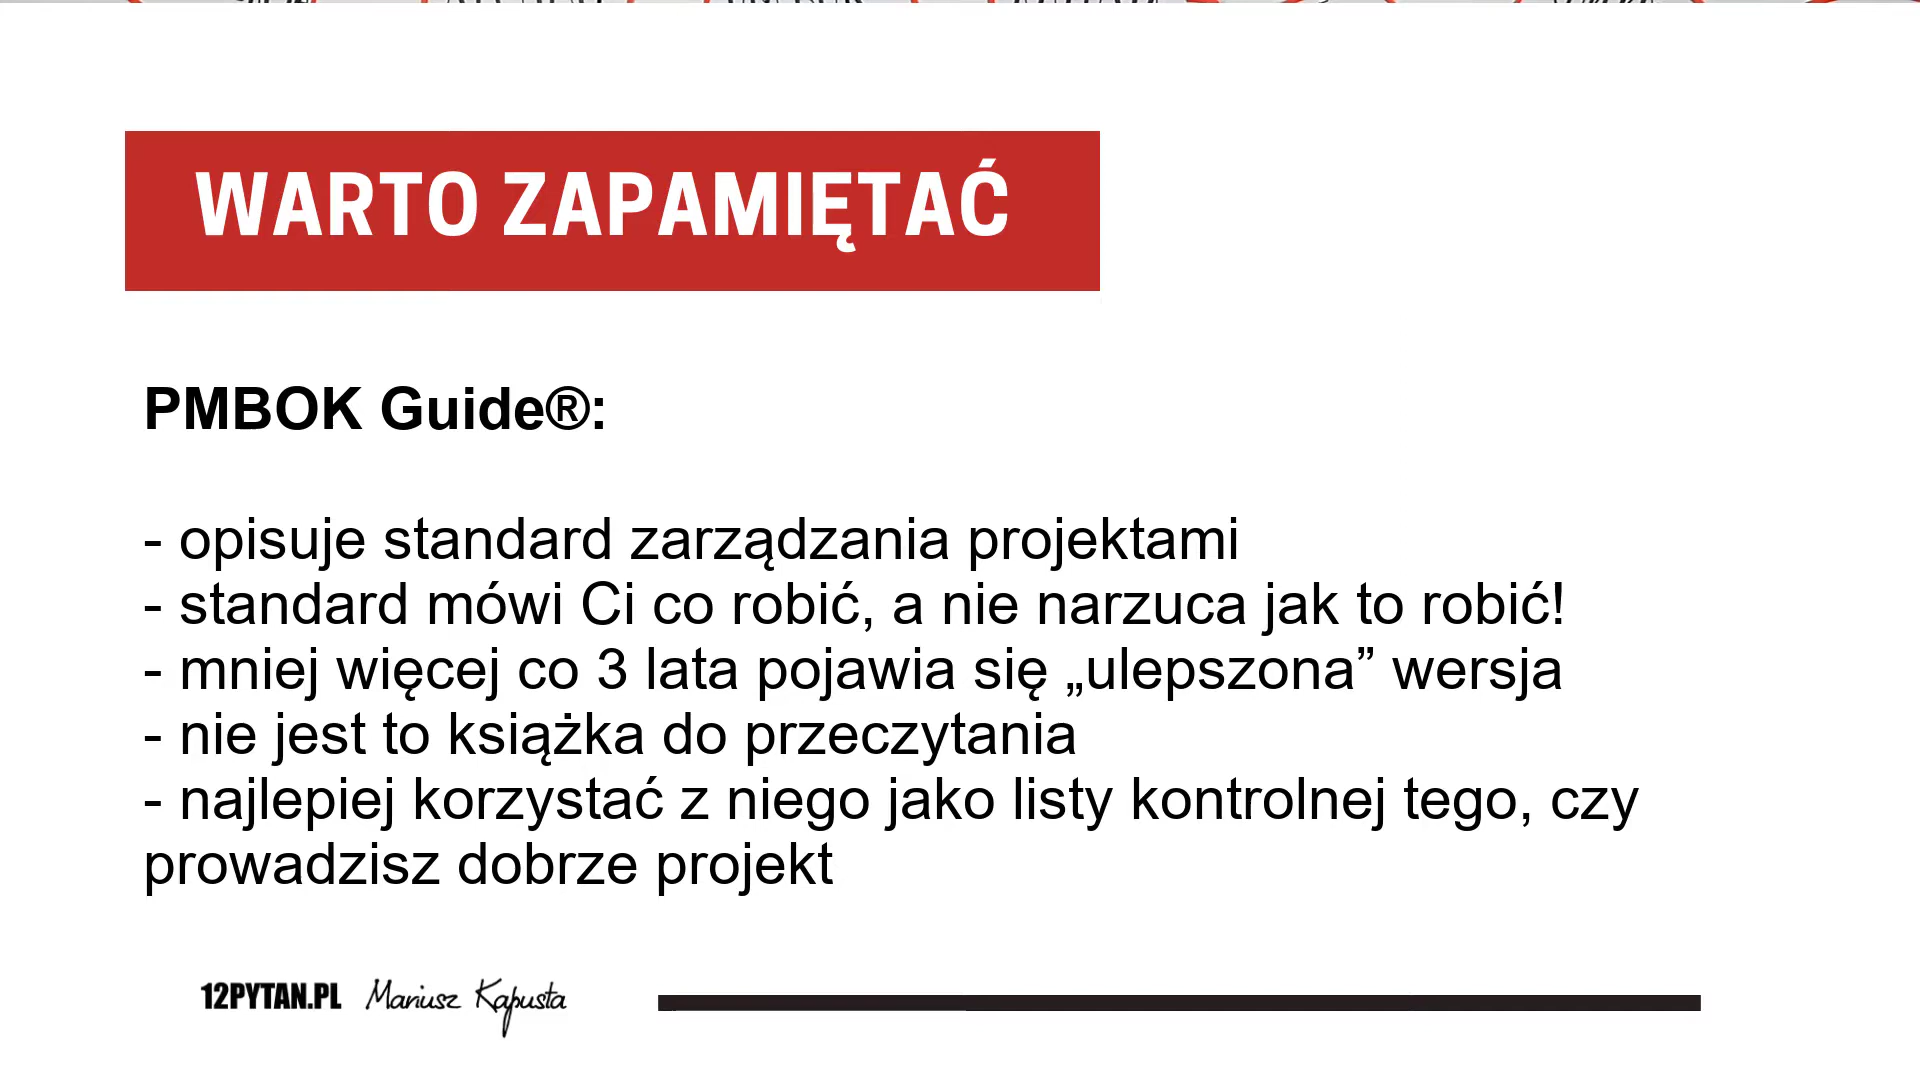 WARTO ZAPAMIĘTAĆ
PMBOK Guide®:
- opisuje standard zarządzania projektami
- standard mówi Ci co robić, a nie narzuca jak to robić!
- mniej więcej co 3 lata pojawia się „ulepszona” wersja
- nie jest to książka do przeczytania
- najlepiej korzystać z niego jako listy kontrolnej tego, czy
prowadzisz dobrze projekt
12PYTAN.PL Mariusz Kapusta